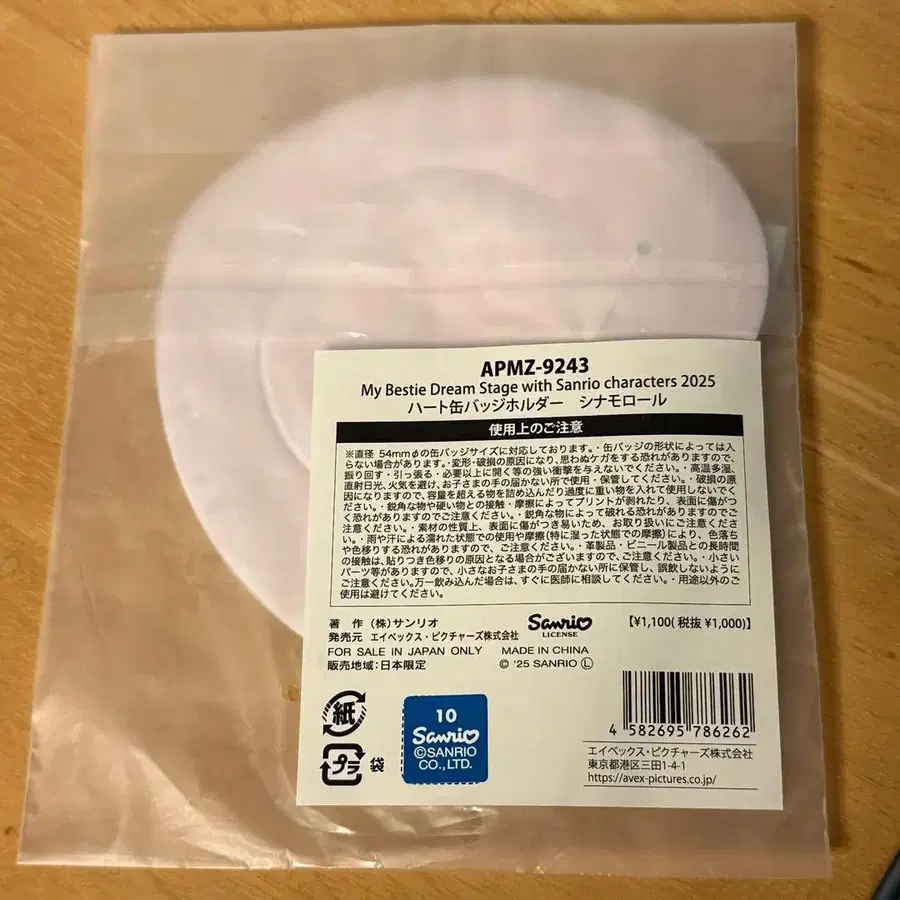 APMZ-9243
My Bestie Dream Stage with Sanrio characters 2025
ハート缶バッジホルダー　シナモロール
使用上のご注意
※直径 54mmφの缶バッジサイズに対応しております。・缶バッジの形状によっては入
らない場合があります。・変形・破損の原因になり、思わぬケガをする恐れがありますので、
振り回す・引っ張る・必要以上に開く等の強い衝撃を与えないでください。・高温多湿、
直射日光、火気を避け、お子さまの手の届かない所で使用・保管してください。・破損の原
因になりますので、容量を超える物を詰め込んだり過度に重い物を入れて使用しないでくだ
さい。・鋭角な物や硬い物との接触・摩擦によってプリントが剥れたり、表面に傷がつ
く恐れがありますのでご注意ください。・鋭角な物によって破れる恐れがありますのでご
注意ください。・素材の性質上、表面に傷がつき易いため、お取り扱いにご注意くださ
い。・雨や汗による濡れた状態での使用や摩擦(特に湿った状態での摩擦)により、色落ち
や色移りする恐れがありますので、ご注意ください。・革製品・ビニール製品との長時間
の接触は、貼りつき色移りの原因となる場合がございますので、ご注意ください。・小さい
パーツ等がありますので、小さなお子さまの手の届かない所に保管し、誤飲しないように
ご注意ください。万一飲み込んだ場合は、すぐに医師に相談してください。・用途以外のご
使用は避けてください。
著　作（株）サンリオ
発売元　エイベックス・ピクチャーズ株式会社
FOR SALE IN JAPAN ONLY
販売地域:日本限定
Sanrio
LICENSE
MADE IN CHINA
© '25 SANRIO Ⓛ
【¥1,100(税抜 ¥1,000)】
紙
プラ
袋
10
Sanrio
©SANRIO
CO.,LTD.
4 582695 786262
エイベックス・ピクチャーズ株式会社
東京都港区三田1-4-1
https://avex-pictures.co.jp/